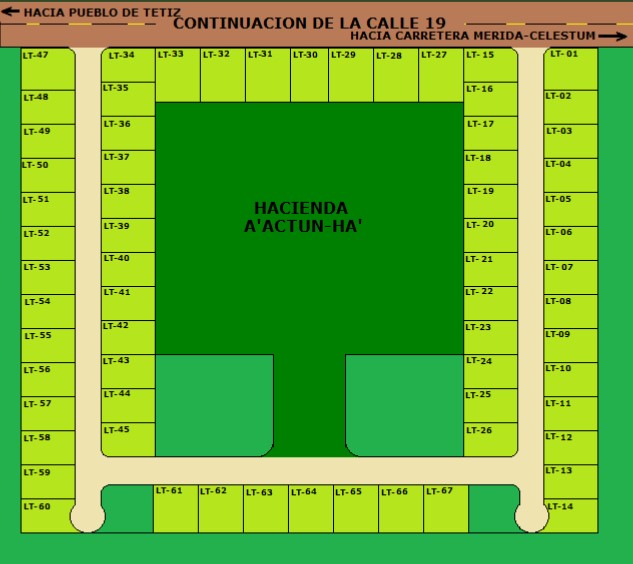 HACIA PUEBLO DE TETIZ
CONTINUACION DE LA CALLE 19
HACIA CARRETERA MERIDA-CELESTUM
LT-47
LT-34
LT-33
LT-32
LT-31
LT-30
LT-29
LT-28
LT-27
LT-15
LT-01
LT-48
LT-35
LT-16
LT-02
LT-49
LT-36
LT-17
LT-03
LT-50
LT-37
LT-18
LT-04
LT-51
LT-38
LT-19
LT-05
HACIENDA
A'ACTUN-HA'
LT-52
LT-39
LT-20
LT-06
LT-53
LT-40
LT-21
LT-07
LT-54
LT-41
LT-22
LT-08
LT-55
LT-42
LT-23
LT-09
LT-56
LT-43
LT-24
LT-10
LT-57
LT-44
LT-25
LT-11
LT-58
LT-45
LT-26
LT-12
LT-59
LT-13
LT-60
LT-61
LT-62
LT-63
LT-64
LT-65
LT-66
LT-67
LT-14